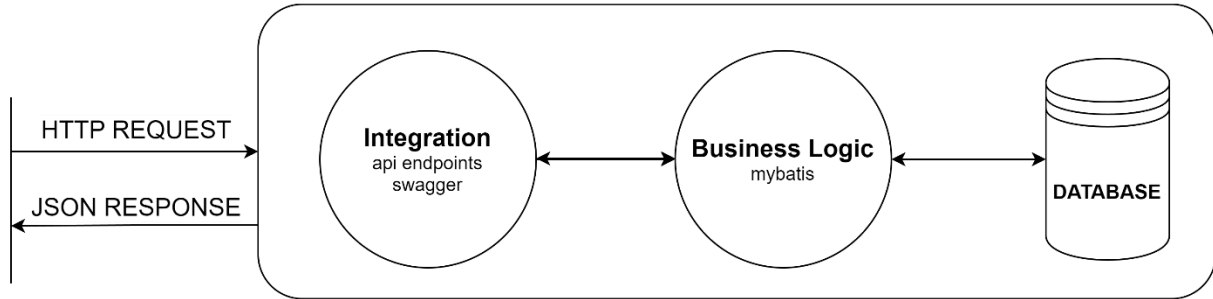 HTTP REQUEST
JSON RESPONSE
Integration
api endpoints
swagger
Business Logic
mybatis
DATABASE